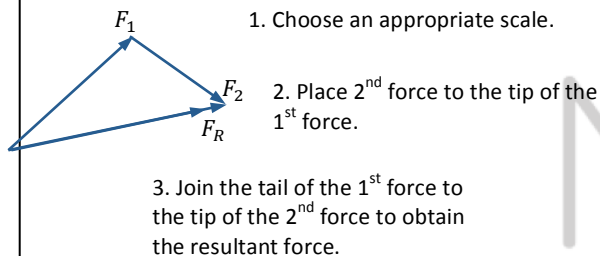 F₁
1. Choose an appropriate scale.
F₂
2. Place 2ⁿᵈ force to the tip of the
1ˢᵗ force.
F_R
3. Join the tail of the 1ˢᵗ force to
the tip of the 2ⁿᵈ force to obtain
the resultant force.